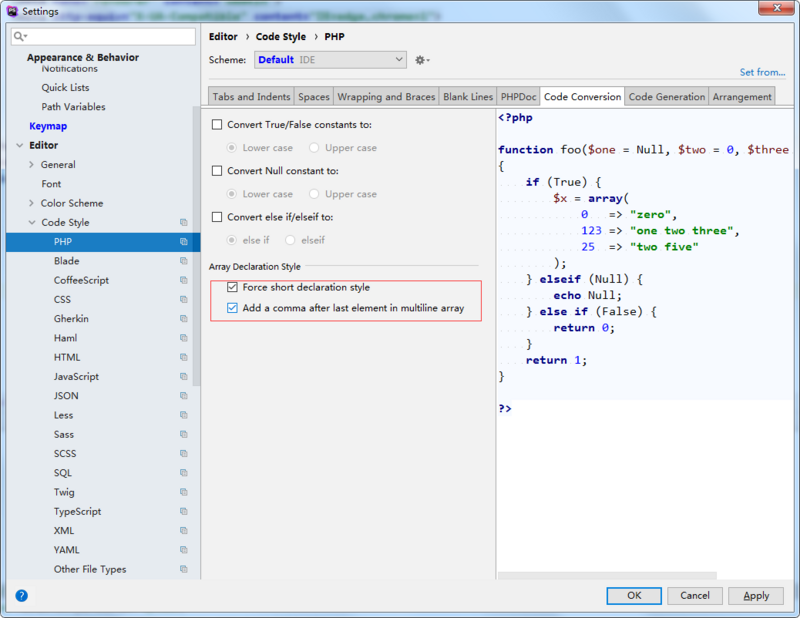 Settings
Appearance & Behavior
Notifications
Quick Lists
Path Variables
Keymap
Editor
General
Font
Color Scheme
Code Style
PHP
Blade
CoffeeScript
CSS
Gherkin
Haml
HTML
JavaScript
JSON
Less
Sass
SCSS
SQL
Twig
TypeScript
XML
YAML
Other File Types
Editor › Code Style › PHP
Scheme: Default IDE
Set from...
Tabs and Indents Spaces Wrapping and Braces Blank Lines PHPDoc Code Conversion Code Generation Arrangement
Convert True/False constants to:
Lower case Upper case
Convert Null constant to:
Lower case Upper case
Convert else if/elseif to:
else if elseif
Array Declaration Style
Force short declaration style
Add a comma after last element in multiline array
<?php
function foo($one = Null, $two = 0, $three
{
if (True) {
$x = array(
0 => "zero",
123 => "one two three",
25 => "two five"
);
} elseif (Null) {
echo Null;
} else if (False) {
return 0;
}
return 1;
}
?>
? OK Cancel Apply